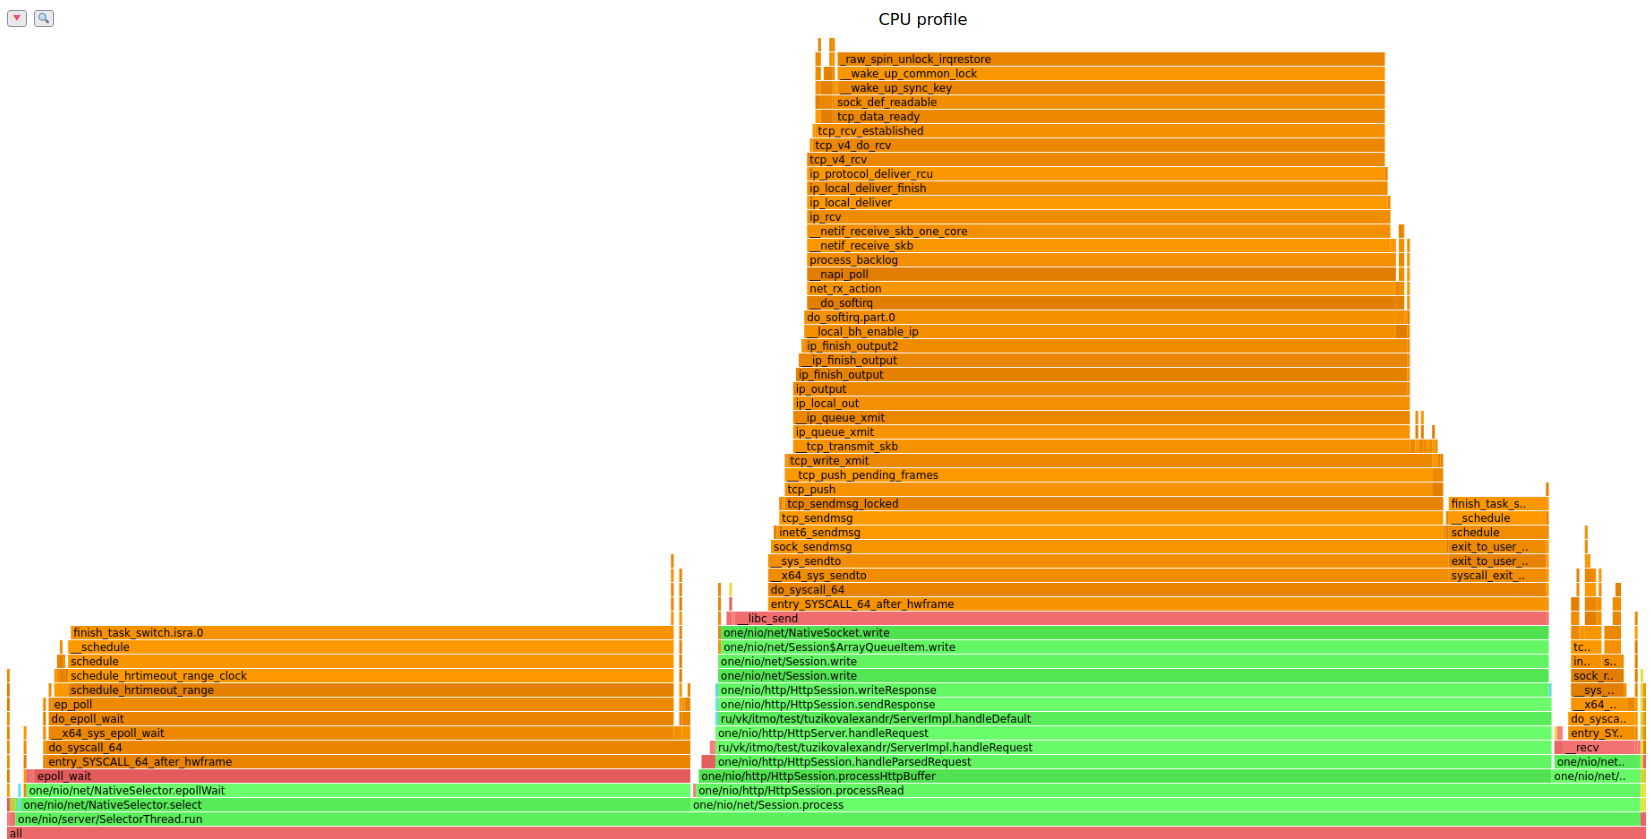 CPU profile
_raw_spin_unlock_irqrestore
__wake_up_common_lock
__wake_up_sync_key
sock_def_readable
tcp_data_ready
tcp_rcv_established
tcp_v4_do_rcv
tcp_v4_rcv
ip_protocol_deliver_rcu
ip_local_deliver_finish
ip_local_deliver
ip_rcv
__netif_receive_skb_one_core
__netif_receive_skb
process_backlog
__napi_poll
net_rx_action
__do_softirq
do_softirq.part.0
__local_bh_enable_ip
ip_finish_output2
__ip_finish_output
ip_finish_output
ip_output
ip_local_out
__ip_queue_xmit
ip_queue_xmit
__tcp_transmit_skb
tcp_write_xmit
__tcp_push_pending_frames
tcp_push
tcp_sendmsg_locked finish_task_s..
tcp_sendmsg __schedule
inet6_sendmsg schedule
sock_sendmsg exit_to_user_..
__sys_sendto exit_to_user_..
__x64_sys_sendto syscall_exit_..
do_syscall_64
entry_SYSCALL_64_after_hwframe
__libc_send
finish_task_switch.isra.0 one/nio/net/NativeSocket.write
__schedule one/nio/net/Session$ArrayQueueItem.write tc..
schedule one/nio/net/Session.write in.. s..
schedule_hrtimeout_range_clock one/nio/net/Session.write sock_r..
schedule_hrtimeout_range one/nio/http/HttpSession.writeResponse __sys_..
ep_poll one/nio/http/HttpSession.sendResponse __x64_..
do_epoll_wait ru/vk/itmo/test/tuzikovalexandr/ServerImpl.handleDefault do_sysca..
__x64_sys_epoll_wait one/nio/http/HttpServer.handleRequest entry_SY..
do_syscall_64 ru/vk/itmo/test/tuzikovalexandr/ServerImpl.handleRequest __recv
entry_SYSCALL_64_after_hwframe one/nio/http/HttpSession.handleParsedRequest one/nio/net..
epoll_wait one/nio/http/HttpSession.processHttpBuffer one/nio/net/..
one/nio/net/NativeSelector.epollWait one/nio/http/HttpSession.processRead
one/nio/net/NativeSelector.select one/nio/net/Session.process
one/nio/server/SelectorThread.run
all